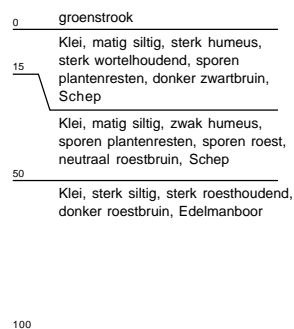 0 groenstrook
Klei, matig siltig, sterk humeus,
15 sterk wortelhoudend, sporen
plantenresten, donker zwartbruin,
Schep
Klei, matig siltig, zwak humeus,
sporen plantenresten, sporen roest,
neutraal roestbruin, Schep
50
Klei, sterk siltig, sterk roesthoudend,
donker roestbruin, Edelmanboor
100